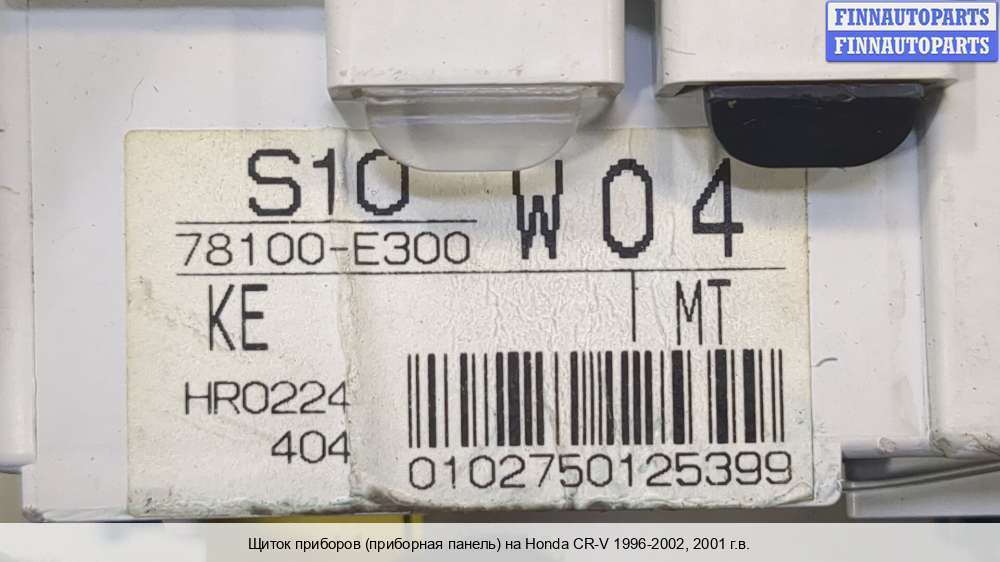 FINNAUTOPARTS
FINNAUTOPARTS
S10 W04
78100-E300
KE MT
HR0224
404
0102750125399
Щиток приборов (приборная панель) на Honda CR-V 1996-2002, 2001 г.в.